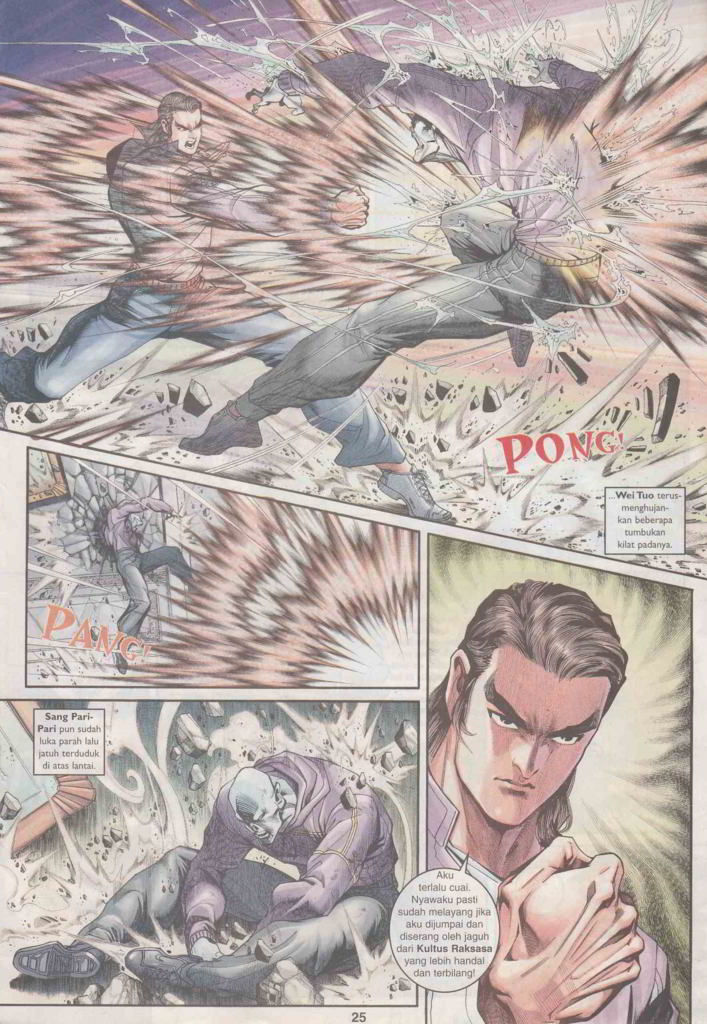 PONG!
...Wei Tuo terus-
menghujan-
kan beberapa
tumbukan
kilat padanya.
PANG!
Sang Pari-
Pari pun sudah
luka parah lalu
jatuh terduduk
di atas lantai.
Aku
terlalu cuai.
Nyawaku pasti
sudah melayang jika
aku dijumpai dan
diserang oleh jaguh
dari Kultus Raksasa
yang lebih handal
dan terbilang!
25